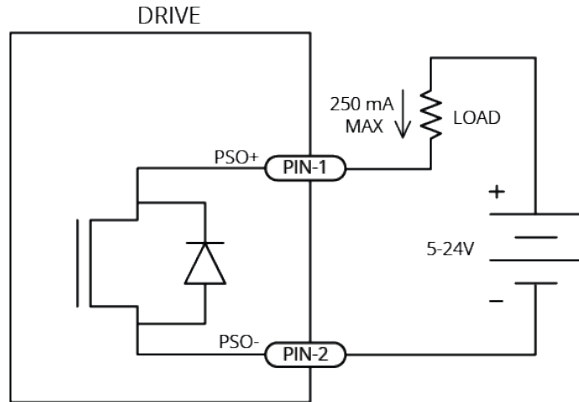 DRIVE
250 mA
MAX
LOAD
PSO+
PIN-1
+
5-24V
–
PSO-
PIN-2